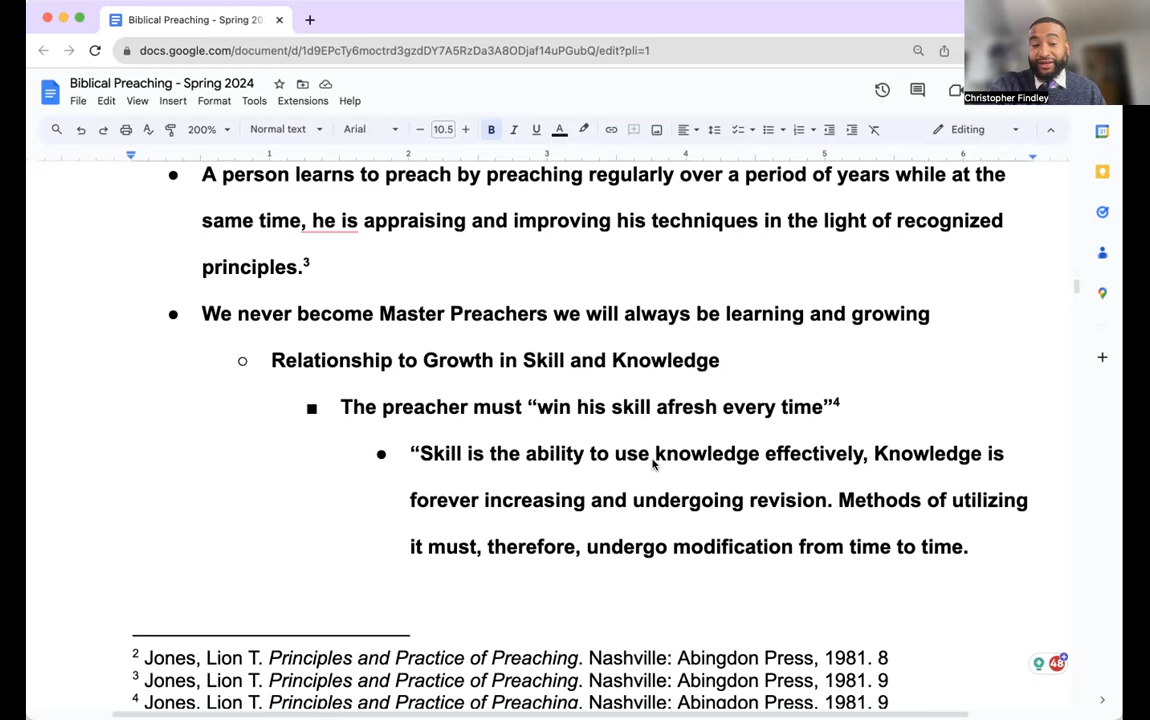 Biblical Preaching - Spring 20
docs.google.com/document/d/1d9EPcTy6moctrd3gzdDY7A5RzDa3A8ODjaf14uPGubQ/edit?pli=1
Christopher Findley
Biblical Preaching - Spring 2024
File Edit View Insert Format Tools Extensions Help
200% Normal text Arial 10.5 B I U A Editing
1 2 3 4 5 6
A person learns to preach by preaching regularly over a period of years while at the
same time, he is appraising and improving his techniques in the light of recognized
principles.³
We never become Master Preachers we will always be learning and growing
Relationship to Growth in Skill and Knowledge
The preacher must “win his skill afresh every time”⁴
“Skill is the ability to use knowledge effectively, Knowledge is
forever increasing and undergoing revision. Methods of utilizing
it must, therefore, undergo modification from time to time.
² Jones, Lion T. Principles and Practice of Preaching. Nashville: Abingdon Press, 1981. 8
³ Jones, Lion T. Principles and Practice of Preaching. Nashville: Abingdon Press, 1981. 9
⁴ Jones, Lion T. Principles and Practice of Preaching. Nashville: Abingdon Press, 1981. 9
48